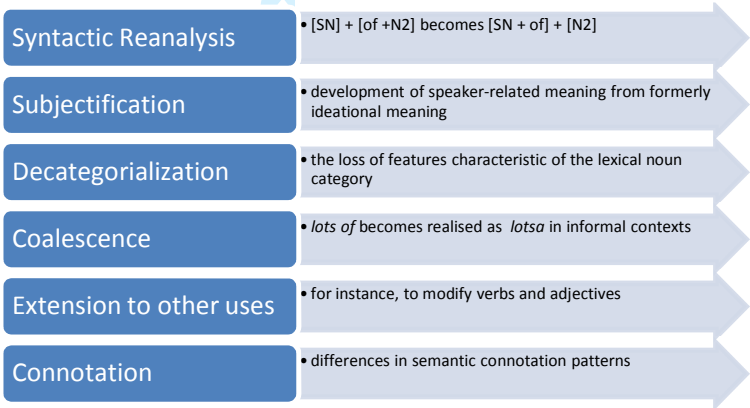 Syntactic Reanalysis
• [SN] + [of +N2] becomes [SN + of] + [N2]
Subjectification
• development of speaker-related meaning from formerly
ideational meaning
Decategorialization
• the loss of features characteristic of the lexical noun
category
Coalescence
• lots of becomes realised as lotsa in informal contexts
Extension to other uses
• for instance, to modify verbs and adjectives
Connotation
• differences in semantic connotation patterns